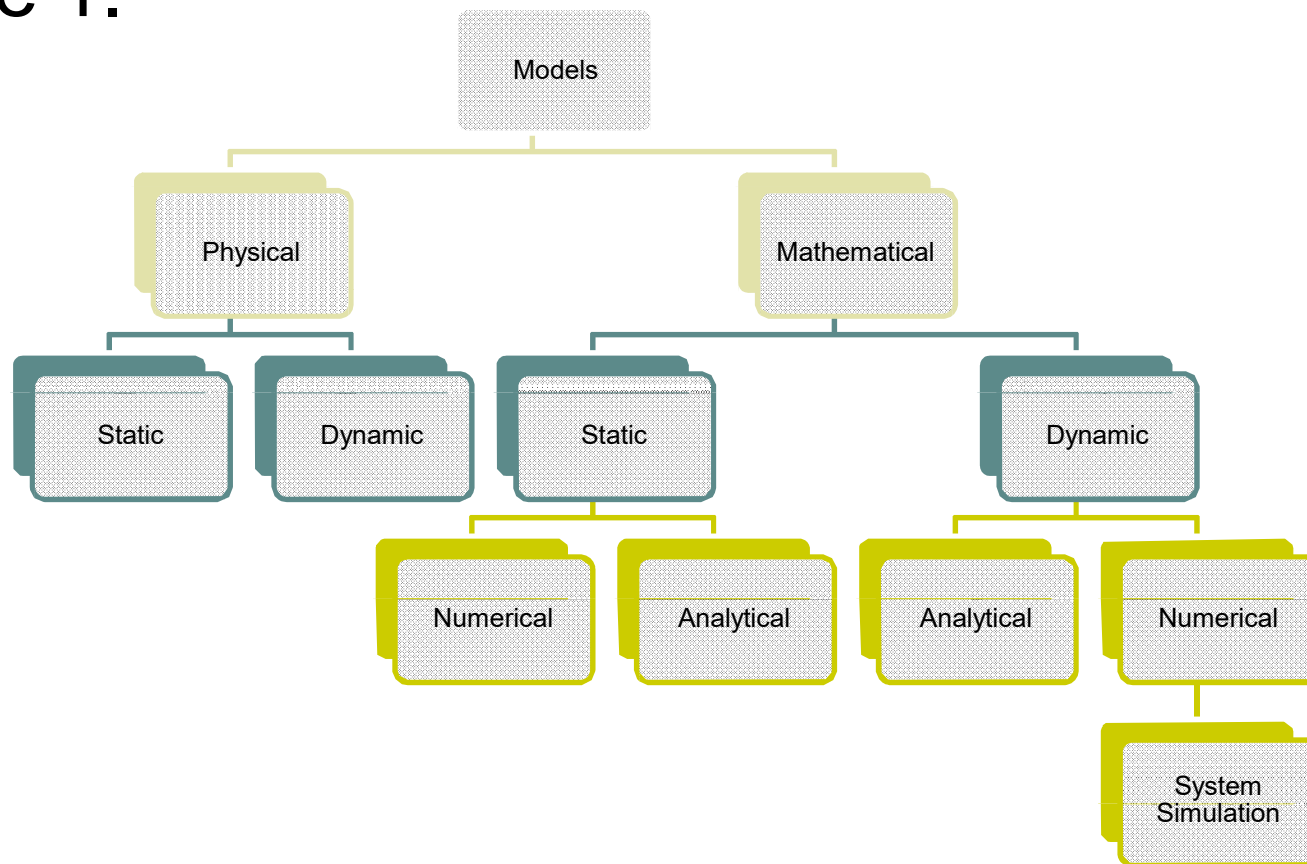 Models
Physical
Mathematical
Static
Dynamic
Static
Dynamic
Numerical
Analytical
Analytical
Numerical
System
Simulation